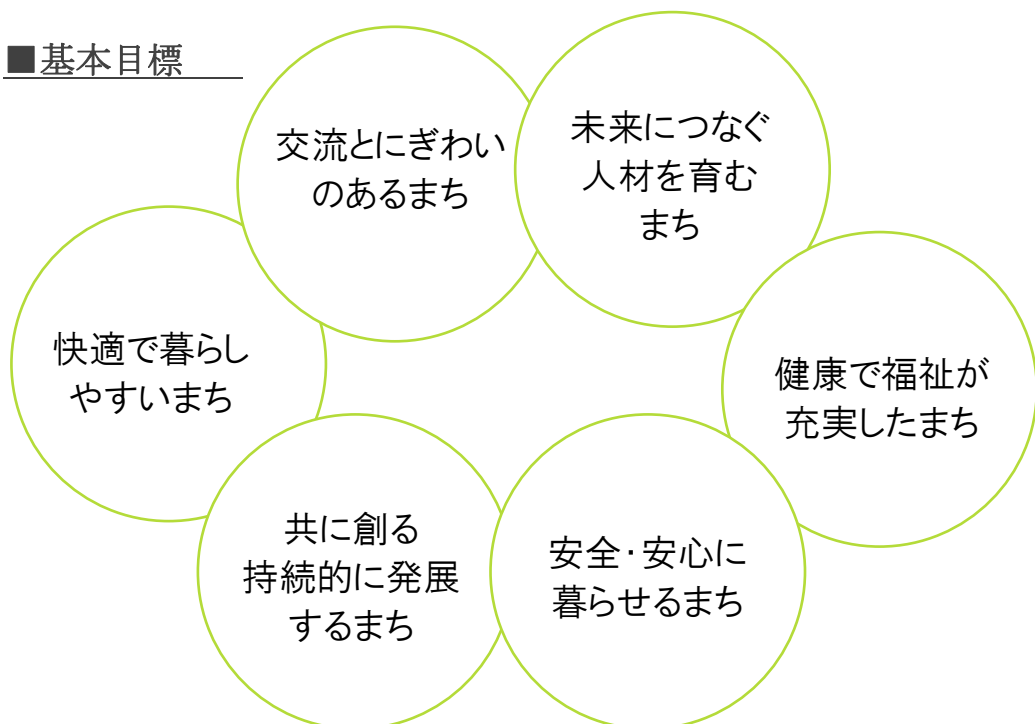 ■基本目標
交流とにぎわい
のあるまち
未来につなぐ
人材を育む
まち
快適で暮らし
やすいまち
健康で福祉が
充実したまち
共に創る
持続的に発展
するまち
安全・安心に
暮らせるまち